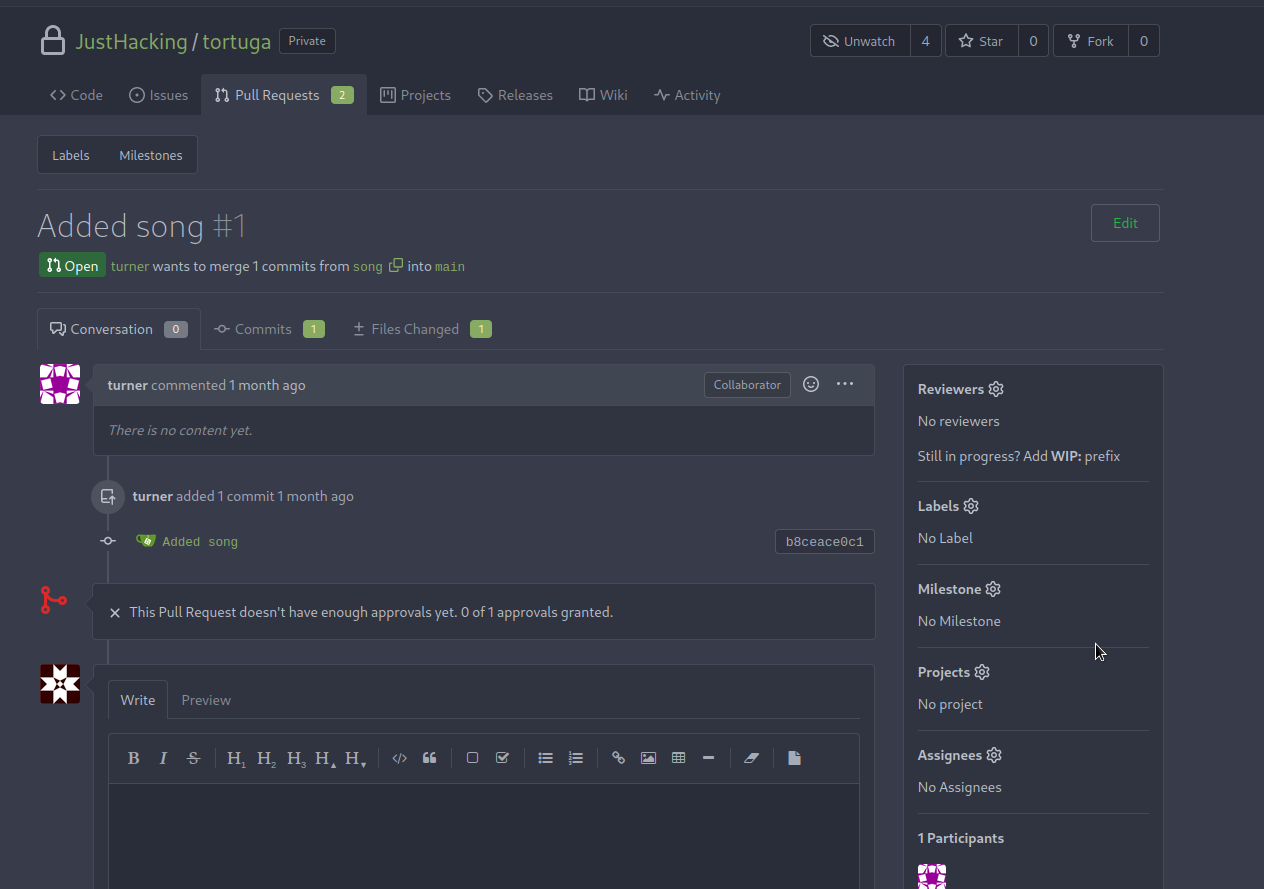 JustHacking / tortuga Private
Unwatch 4 Star 0 Fork 0
Code Issues Pull Requests 2 Projects Releases Wiki Activity
Labels Milestones
Added song #1
Edit
Open turner wants to merge 1 commits from song into main
Conversation 0 Commits 1 Files Changed 1
turner commented 1 month ago Collaborator
There is no content yet.
turner added 1 commit 1 month ago
Added song b8ceace0c1
This Pull Request doesn't have enough approvals yet. 0 of 1 approvals granted.
Write Preview
B I S H1 H2 H3 H▲ H▼
Reviewers
No reviewers
Still in progress? Add WIP: prefix
Labels
No Label
Milestone
No Milestone
Projects
No project
Assignees
No Assignees
1 Participants